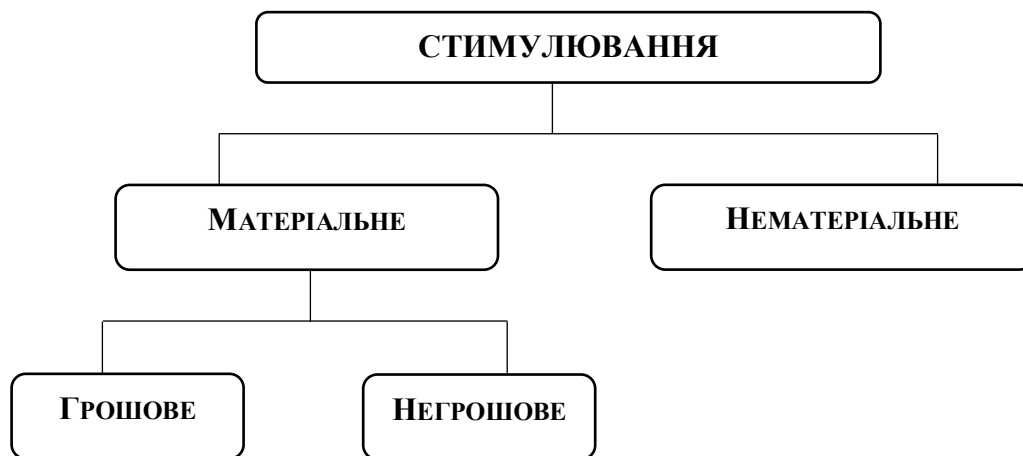 СТИМУЛЮВАННЯ
МАТЕРІАЛЬНЕ
НЕМАТЕРІАЛЬНЕ
ГРОШОВЕ
НЕГРОШОВЕ